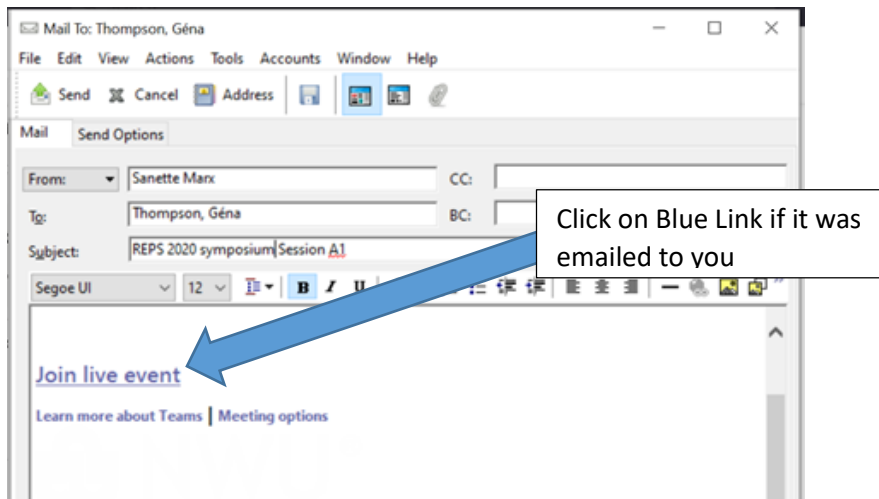 Mail To: Thompson, Géna
File Edit View Actions Tools Accounts Window Help
Send Cancel Address
Mail Send Options
From: Sanette Marx CC:
To: Thompson, Géna BC:
Subject: REPS 2020 symposium Session A1
Click on Blue Link if it was
emailed to you
Segoe UI 12 B I U
Join live event
Learn more about Teams | Meeting options